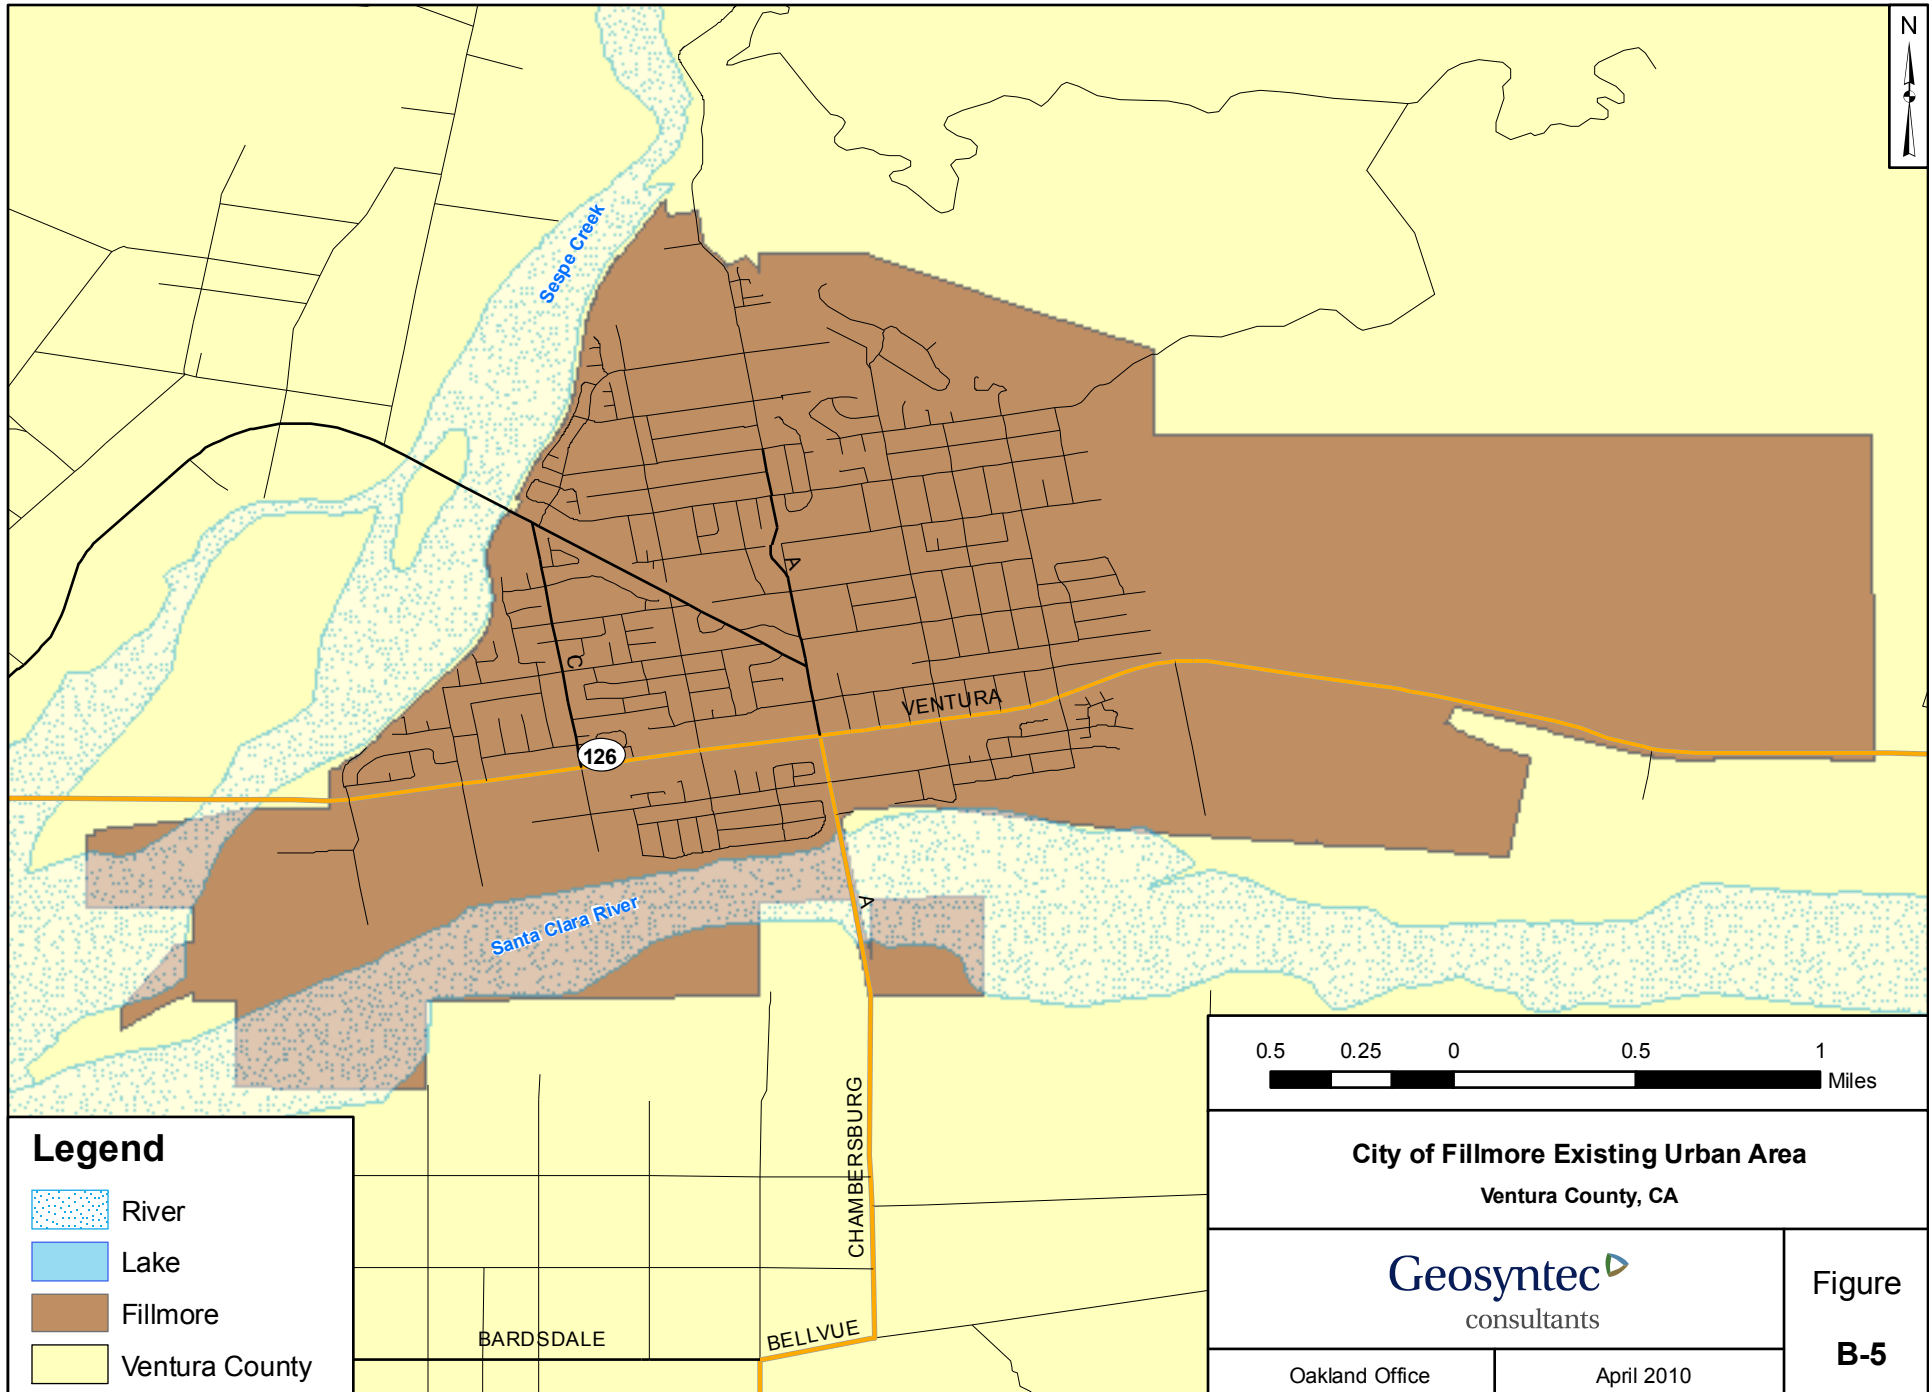 N
Sespe Creek
A
C
VENTURA
126
A
Santa Clara River
CHAMBERSBURG
BARDSDALE
BELLVUE
0.5 0.25 0 0.5 1
Miles
Legend
River
Lake
Fillmore
Ventura County
City of Fillmore Existing Urban Area
Ventura County, CA
Geosyntec
consultants
Figure
B-5
Oakland Office
April 2010